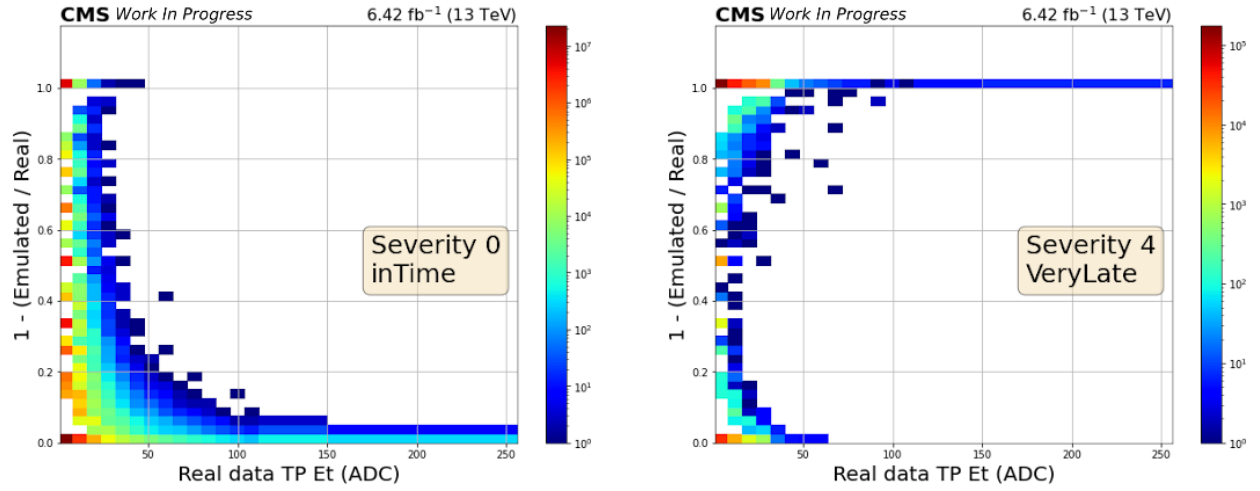 CMS Work In Progress 6.42 fb⁻¹ (13 TeV)
1 - (Emulated / Real)
1.0
0.8
0.6
0.4
0.2
0.0
Severity 0
inTime
50 100 150 200 250
Real data TP Et (ADC)
10⁷
10⁶
10⁵
10⁴
10³
10²
10¹
10⁰
CMS Work In Progress 6.42 fb⁻¹ (13 TeV)
1 - (Emulated / Real)
1.0
0.8
0.6
0.4
0.2
0.0
Severity 4
VeryLate
50 100 150 200 250
Real data TP Et (ADC)
10⁵
10⁴
10³
10²
10¹
10⁰